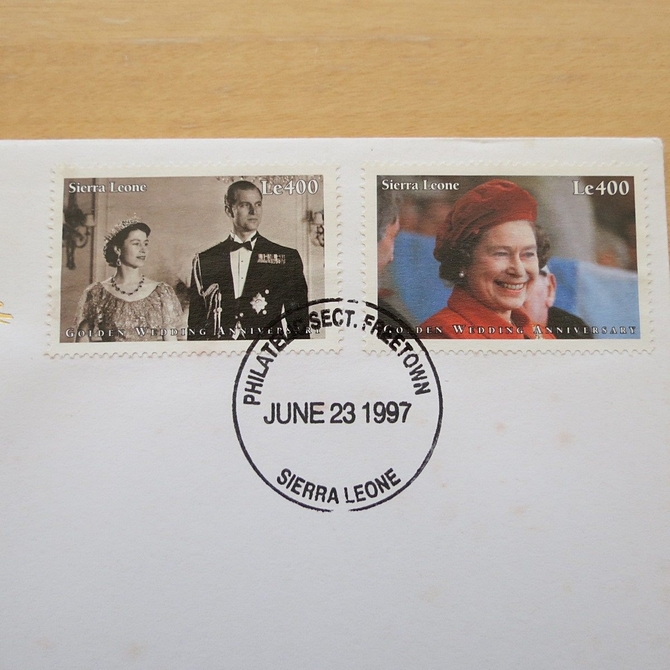 Sierra Leone
Le400
GOLDEN WEDDING ANNIVERSARY
Sierra Leone
Le400
GOLDEN WEDDING ANNIVERSARY
SECT. FREETOWN
JUNE 23 1997
SIERRA LEONE